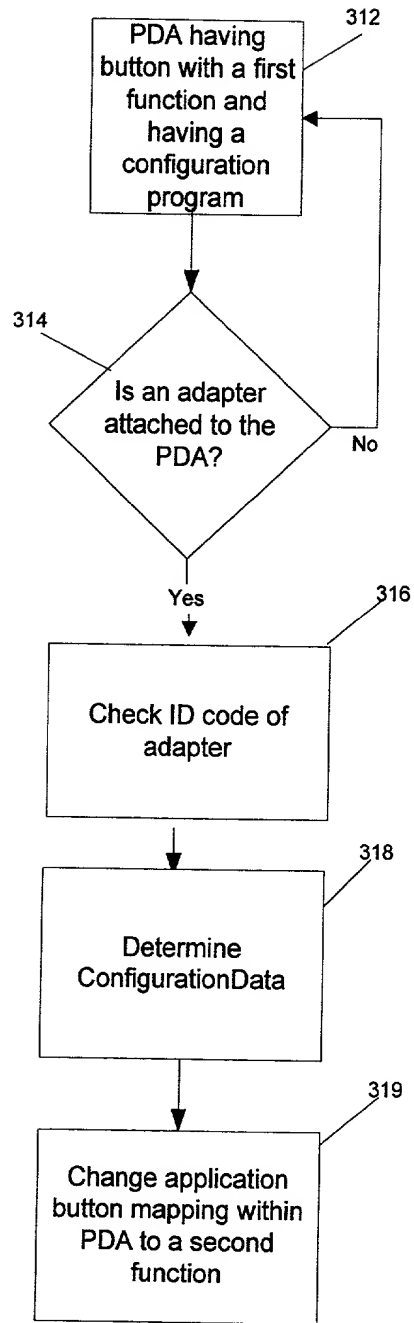 312
PDA having
button with a first
function and
having a
configuration
program
314
Is an adapter
attached to the
PDA?
No
Yes
316
Check ID code of
adapter
318
Determine
ConfigurationData
319
Change application
button mapping within
PDA to a second
function